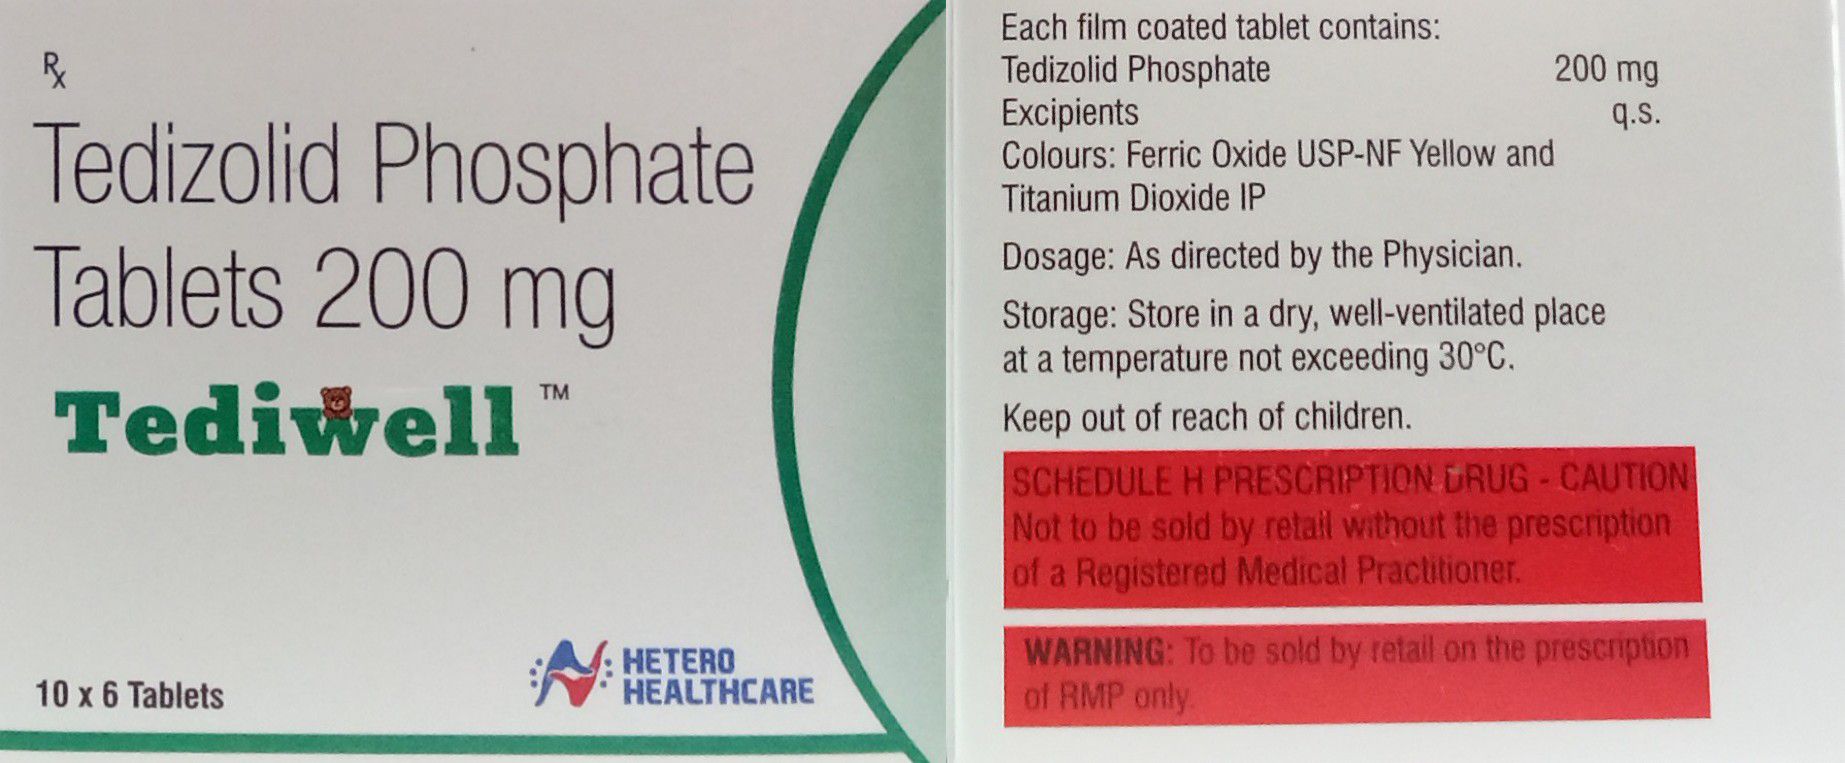 Rx
Tedizolid Phosphate
Tablets 200 mg
Tediwell ™
10 x 6 Tablets
HETERO
HEALTHCARE
Each film coated tablet contains:
Tedizolid Phosphate 200 mg
Excipients q.s.
Colours: Ferric Oxide USP-NF Yellow and
Titanium Dioxide IP
Dosage: As directed by the Physician.
Storage: Store in a dry, well-ventilated place
at a temperature not exceeding 30°C.
Keep out of reach of children.
SCHEDULE H PRESCRIPTION DRUG - CAUTION
Not to be sold by retail without the prescription
of a Registered Medical Practitioner.
WARNING: To be sold by retail on the prescription
of RMP only.